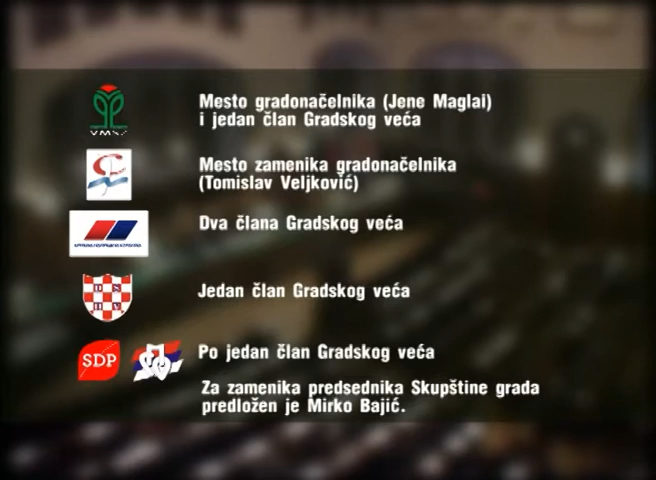 Mesto gradonačelnika (Jene Maglai)
i jedan član Gradskog veća
Mesto zamenika gradonačelnika
(Tomislav Veljković)
Dva člana Gradskog veća
Jedan član Gradskog veća
SDP
Po jedan član Gradskog veća
Za zamenika predsednika Skupštine grada
predložen je Mirko Bajić.